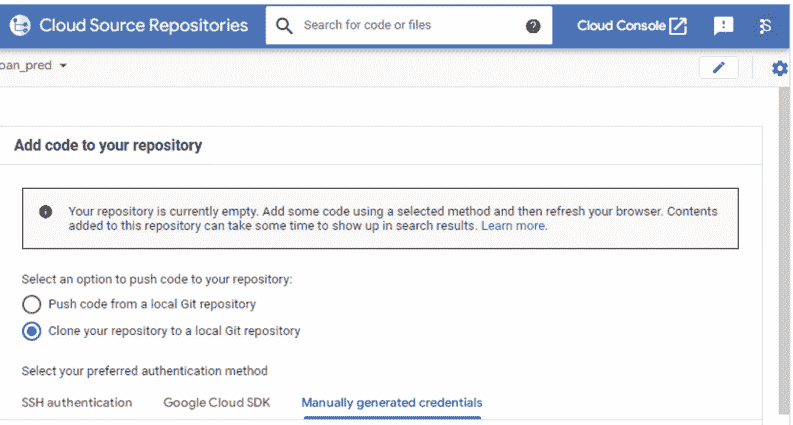 Cloud Source Repositories Search for code or files ? Cloud Console
oan_pred
Add code to your repository
Your repository is currently empty. Add some code using a selected method and then refresh your browser. Contents
added to this repository can take some time to show up in search results. Learn more.
Select an option to push code to your repository:
Push code from a local Git repository
Clone your repository to a local Git repository
Select your preferred authentication method
SSH authentication Google Cloud SDK Manually generated credentials